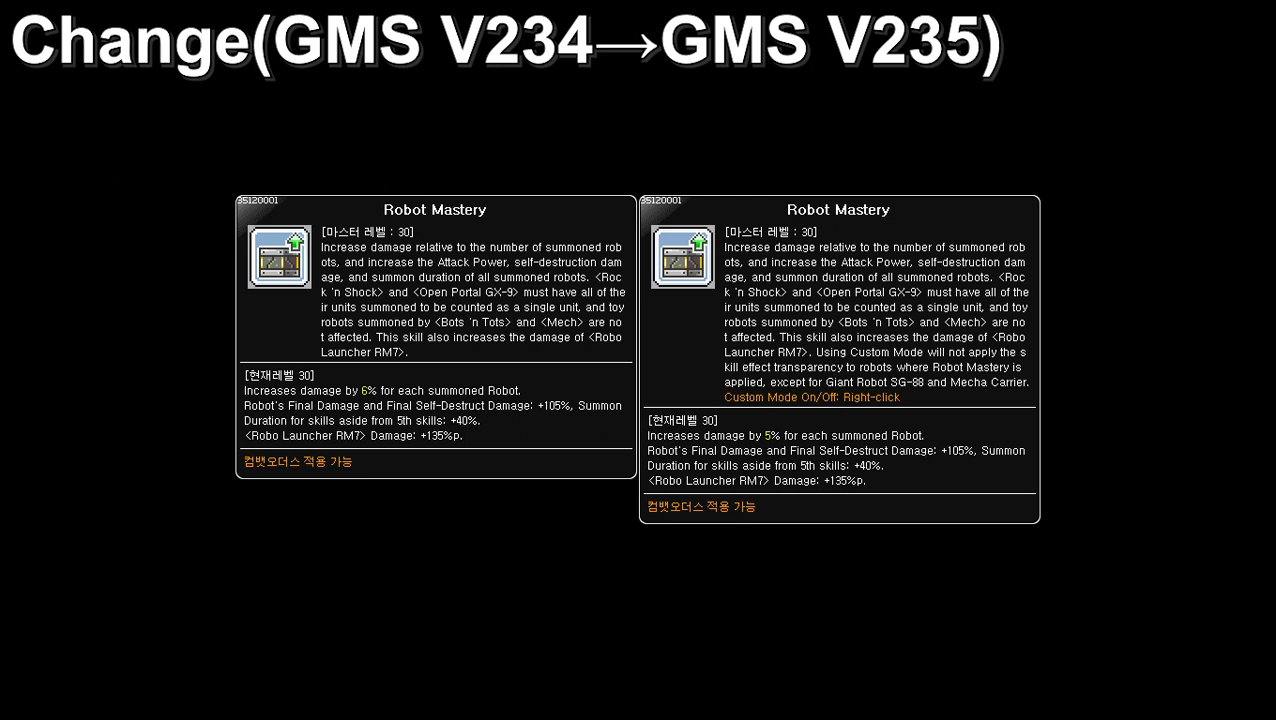 Change(GMS V234→GMS V235)
35120001
Robot Mastery
[마스터 레벨 : 30]
Increase damage relative to the number of summoned rob
ots, and increase the Attack Power, self-destruction dam
age, and summon duration of all summoned robots. <Roc
k 'n Shock> and <Open Portal GX-9> must have all of the
ir units summoned to be counted as a single unit, and toy
robots summoned by <Bots 'n Tots> and <Mech> are no
t affected. This skill also increases the damage of <Robo
Launcher RM7>.
[현재레벨 30]
Increases damage by 6% for each summoned Robot.
Robot's Final Damage and Final Self-Destruct Damage: +105%, Summon
Duration for skills aside from 5th skills: +40%.
<Robo Launcher RM7> Damage: +135%p.
컴뱃오더스 적용 가능
35120001
Robot Mastery
[마스터 레벨 : 30]
Increase damage relative to the number of summoned rob
ots, and increase the Attack Power, self-destruction dam
age, and summon duration of all summoned robots. <Roc
k 'n Shock> and <Open Portal GX-9> must have all of the
ir units summoned to be counted as a single unit, and toy
robots summoned by <Bots 'n Tots> and <Mech> are no
t affected. This skill also increases the damage of <Robo
Launcher RM7>. Using Custom Mode will not apply the s
kill effect transparency to robots where Robot Mastery is
applied, except for Giant Robot SG-88 and Mecha Carrier.
Custom Mode On/Off: Right-click
[현재레벨 30]
Increases damage by 5% for each summoned Robot.
Robot's Final Damage and Final Self-Destruct Damage: +105%, Summon
Duration for skills aside from 5th skills: +40%.
<Robo Launcher RM7> Damage: +135%p.
컴뱃오더스 적용 가능